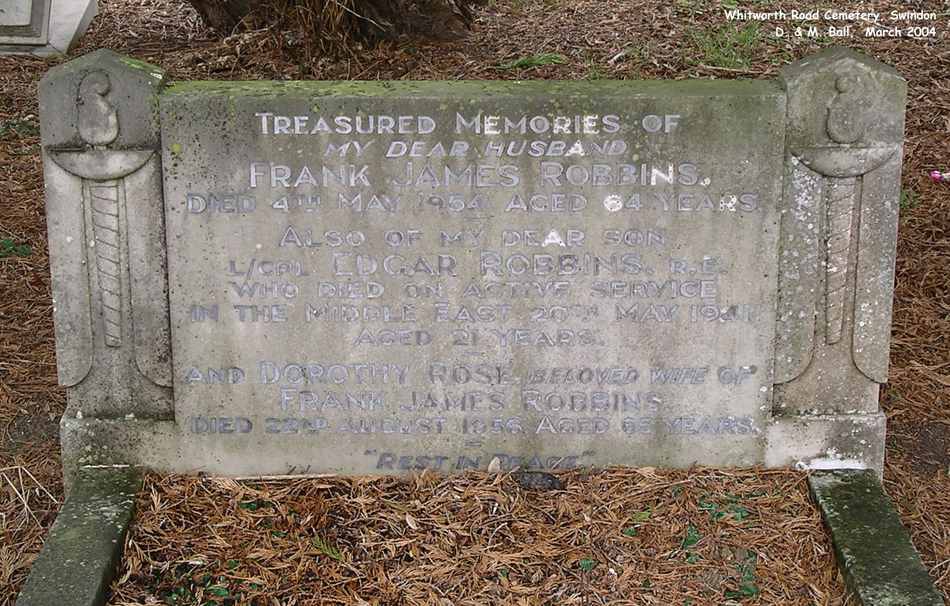 Whitworth Road Cemetery, Swindon
D. & M. Ball, March 2004
TREASURED MEMORIES OF
MY DEAR HUSBAND
FRANK JAMES ROBBINS.
DIED 4TH MAY 1954, AGED 64 YEARS.
ALSO OF MY DEAR SON
L/CPL EDGAR ROBBINS. R.E.
WHO DIED ON ACTIVE SERVICE
IN THE MIDDLE EAST 20TH MAY 1941
AGED 21 YEARS.
AND DOROTHY ROSE, BELOVED WIFE OF
FRANK JAMES ROBBINS
DIED 22ND AUGUST 1956, AGED 65 YEARS.
"REST IN PEACE"